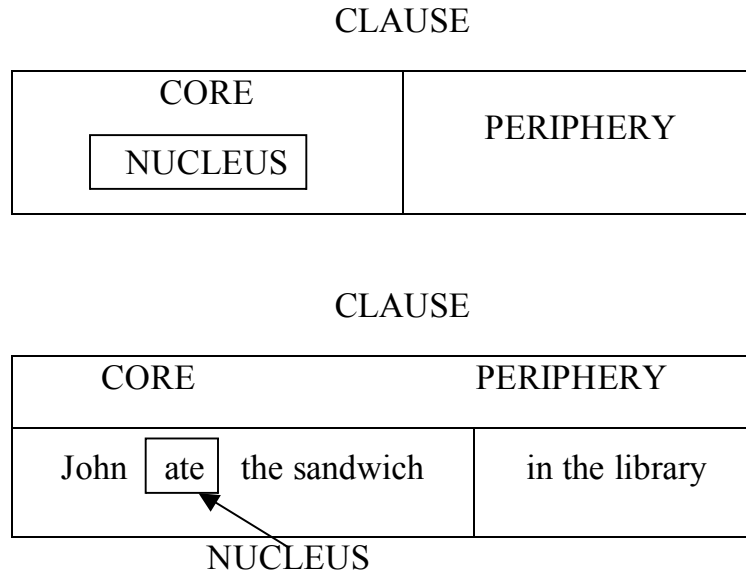 CLAUSE
CORE
PERIPHERY
NUCLEUS
CLAUSE
CORE PERIPHERY
John ate the sandwich in the library
NUCLEUS